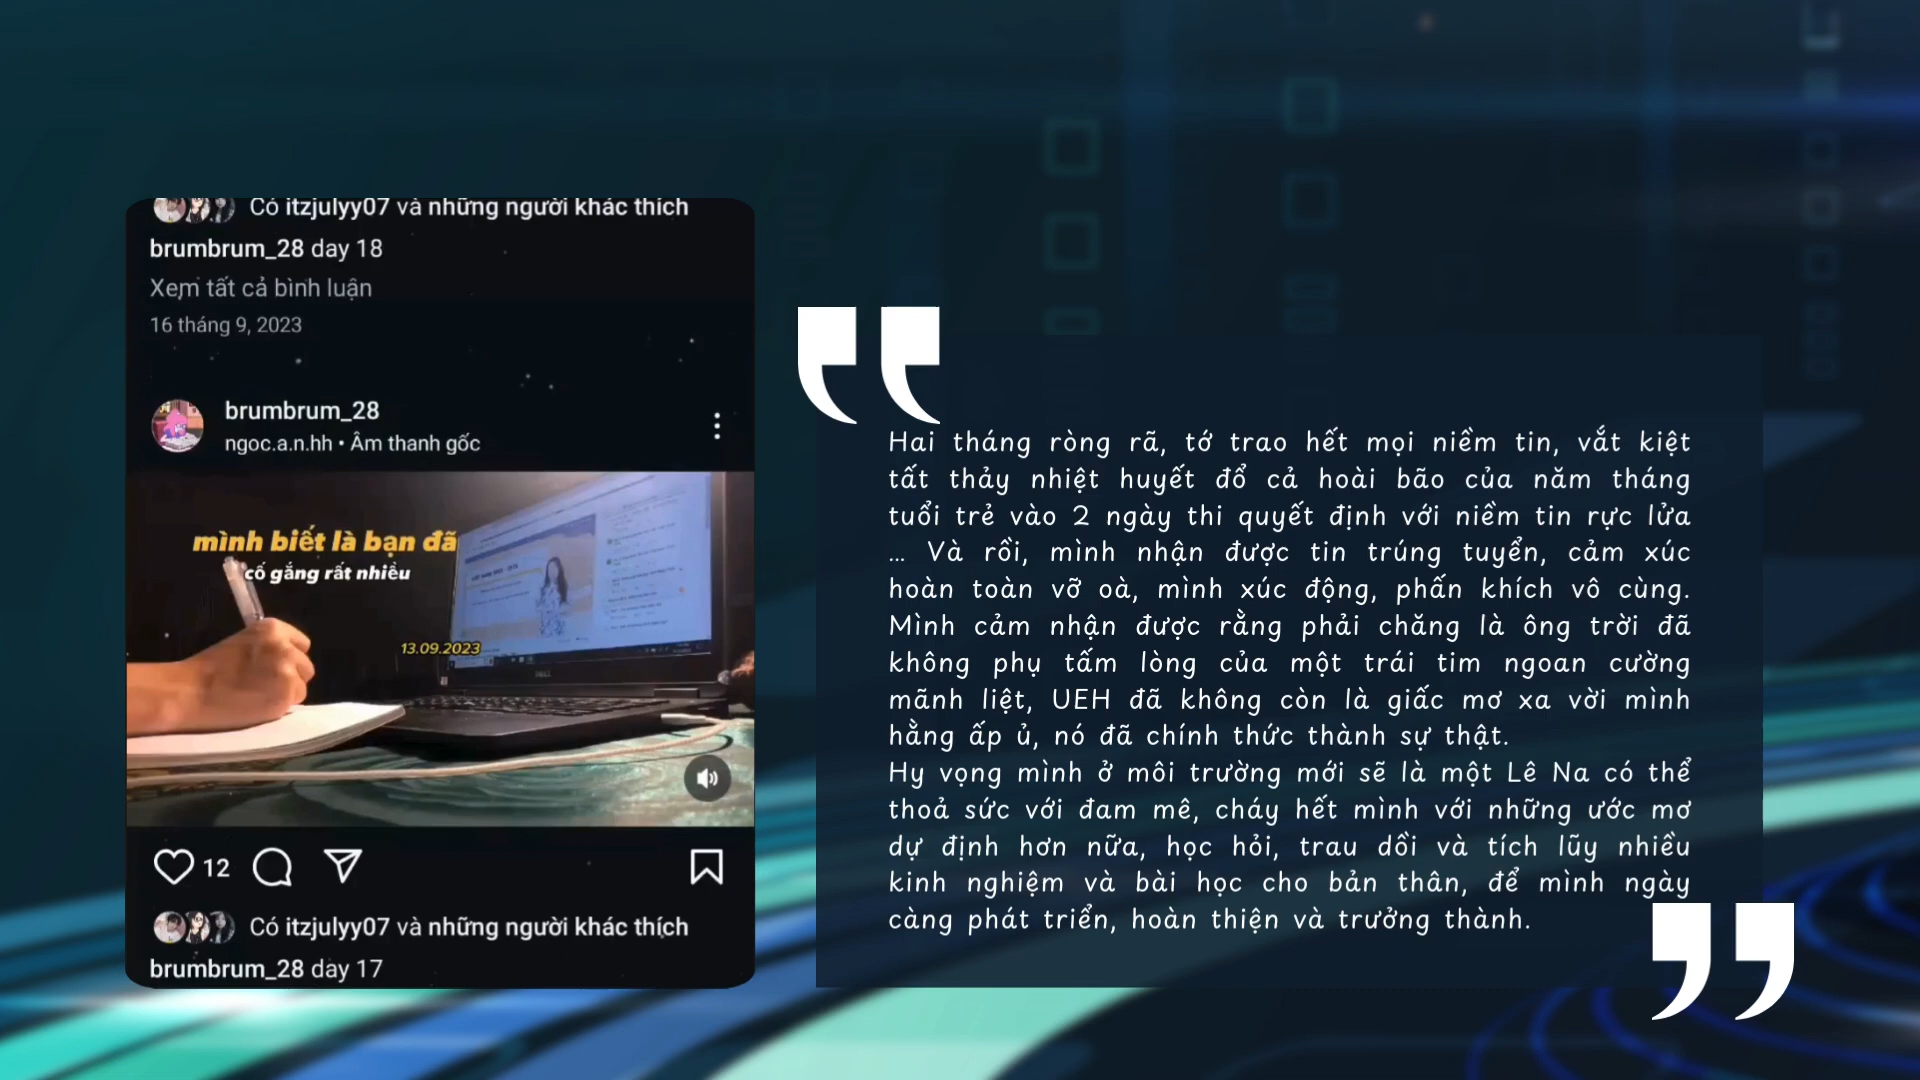 Có itzjulyy07 và những người khác thích
brumbrum_28 day 18
Xem tất cả bình luận
16 tháng 9, 2023
brumbrum_28
ngoc.a.n.hh • Âm thanh gốc
mình biết là bạn đã
cố gắng rất nhiều
13.09.2023
DELL
12
Có itzjulyy07 và những người khác thích
brumbrum_28 day 17
Hai tháng ròng rã, tớ trao hết mọi niềm tin, vắt kiệt
tất thảy nhiệt huyết đổ cả hoài bão của năm tháng
tuổi trẻ vào 2 ngày thi quyết định với niềm tin rực lửa
... Và rồi, mình nhận được tin trúng tuyển, cảm xúc
hoàn toàn vỡ oà, mình xúc động, phấn khích vô cùng.
Mình cảm nhận được rằng phải chăng là ông trời đã
không phụ tấm lòng của một trái tim ngoan cường
mãnh liệt, UEH đã không còn là giấc mơ xa vời mình
hằng ấp ủ, nó đã chính thức thành sự thật.
Hy vọng mình ở môi trường mới sẽ là một Lê Na có thể
thoả sức với đam mê, cháy hết mình với những ước mơ
dự định hơn nữa, học hỏi, trau dồi và tích lũy nhiều
kinh nghiệm và bài học cho bản thân, để mình ngày
càng phát triển, hoàn thiện và trưởng thành.